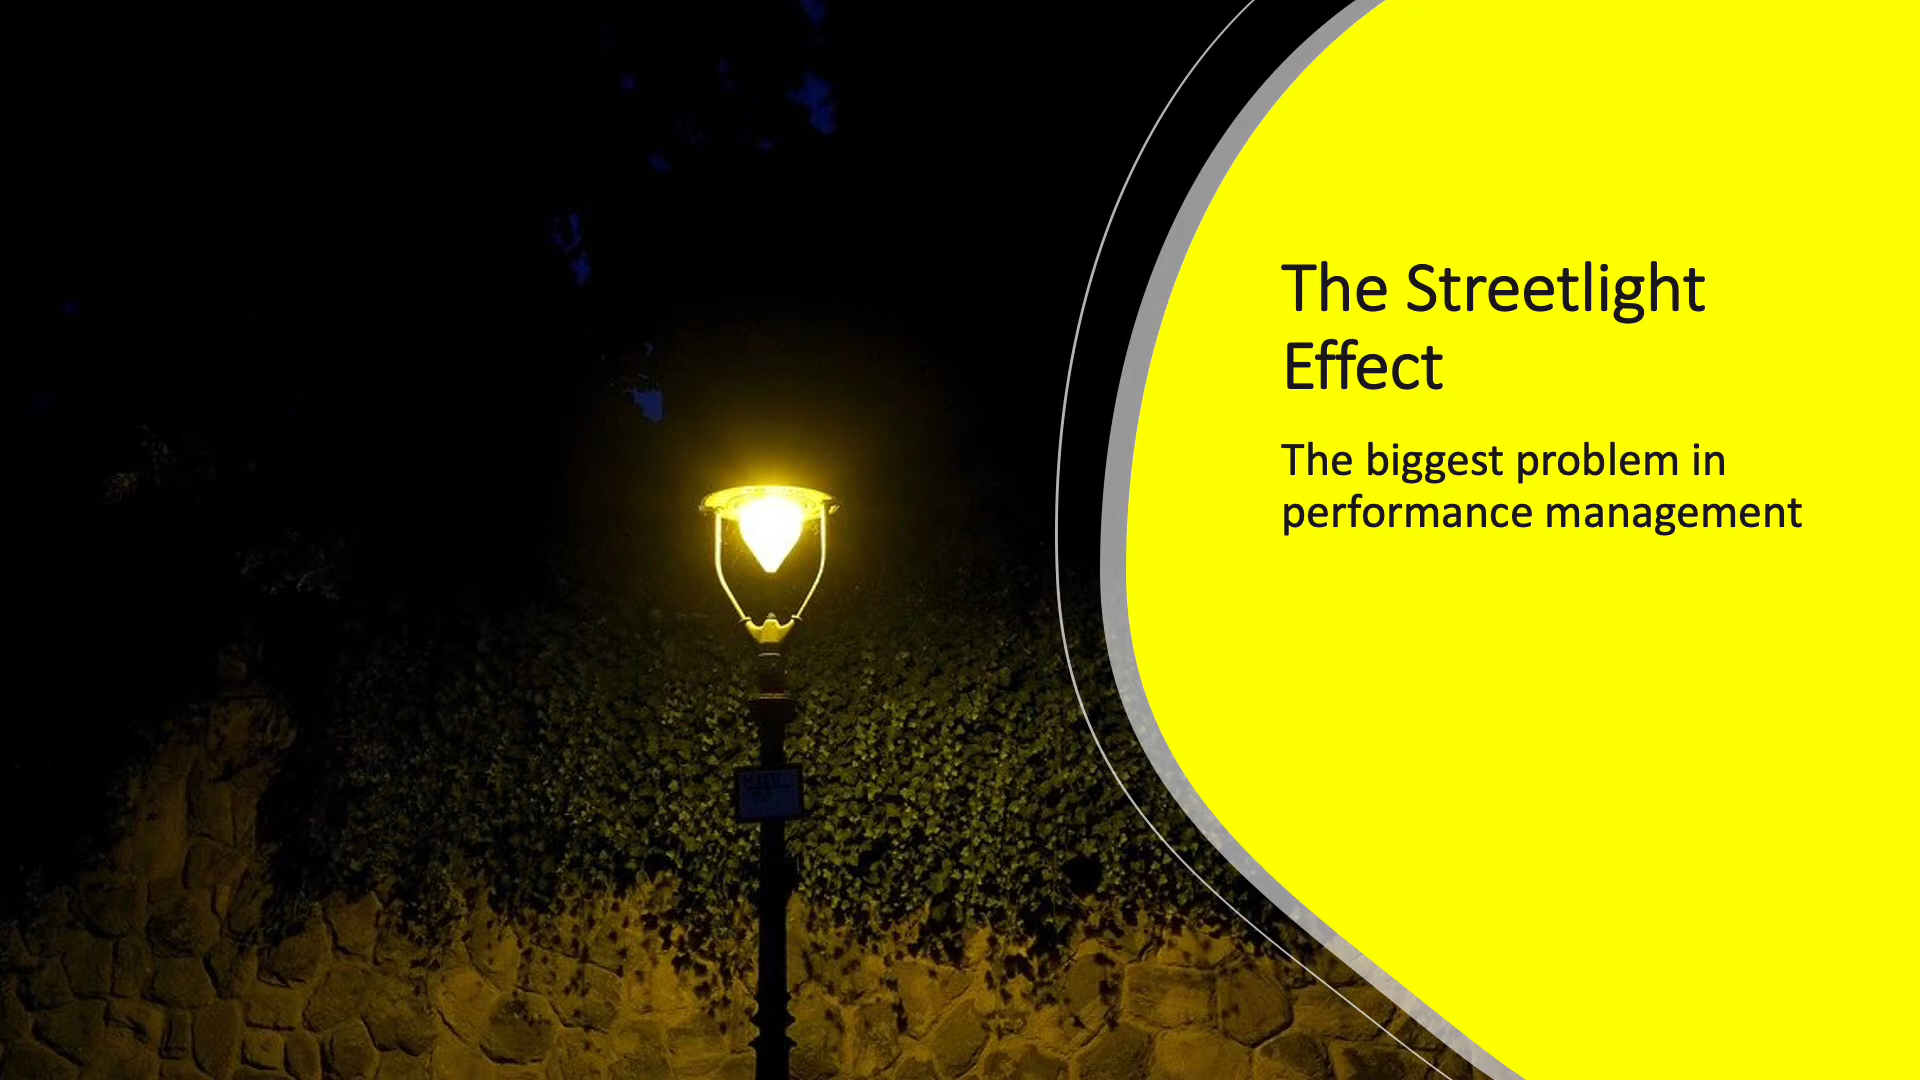 The Streetlight
Effect
The biggest problem in
performance management